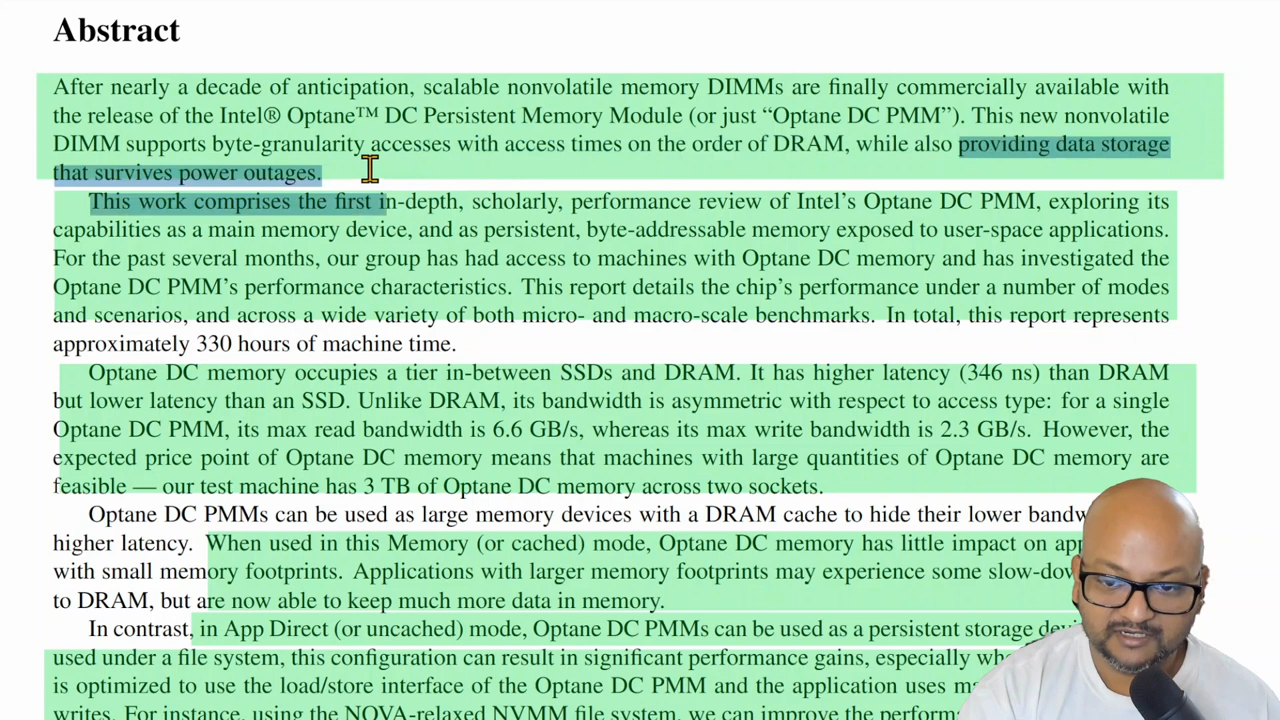 Abstract
After nearly a decade of anticipation, scalable nonvolatile memory DIMMs are finally commercially available with
the release of the Intel® Optane™ DC Persistent Memory Module (or just “Optane DC PMM”). This new nonvolatile
DIMM supports byte-granularity accesses with access times on the order of DRAM, while also providing data storage
that survives power outages.
This work comprises the first in-depth, scholarly, performance review of Intel’s Optane DC PMM, exploring its
capabilities as a main memory device, and as persistent, byte-addressable memory exposed to user-space applications.
For the past several months, our group has had access to machines with Optane DC memory and has investigated the
Optane DC PMM’s performance characteristics. This report details the chip’s performance under a number of modes
and scenarios, and across a wide variety of both micro- and macro-scale benchmarks. In total, this report represents
approximately 330 hours of machine time.
Optane DC memory occupies a tier in-between SSDs and DRAM. It has higher latency (346 ns) than DRAM
but lower latency than an SSD. Unlike DRAM, its bandwidth is asymmetric with respect to access type: for a single
Optane DC PMM, its max read bandwidth is 6.6 GB/s, whereas its max write bandwidth is 2.3 GB/s. However, the
expected price point of Optane DC memory means that machines with large quantities of Optane DC memory are
feasible — our test machine has 3 TB of Optane DC memory across two sockets.
Optane DC PMMs can be used as large memory devices with a DRAM cache to hide their lower
higher latency. When used in this Memory (or cached) mode, Optane DC memory has little impact on
with small memory footprints. Applications with larger memory footprints may experience some
to DRAM, but are now able to keep much more data in memory.
In contrast, in App Direct (or uncached) mode, Optane DC PMMs can be used as a persistent storage
used under a file system, this configuration can result in significant performance gains, especially
is optimized to use the load/store interface of the Optane DC PMM and the application uses
writes. For instance, using the NOVA-relaxed NVMM file system, we can improve the